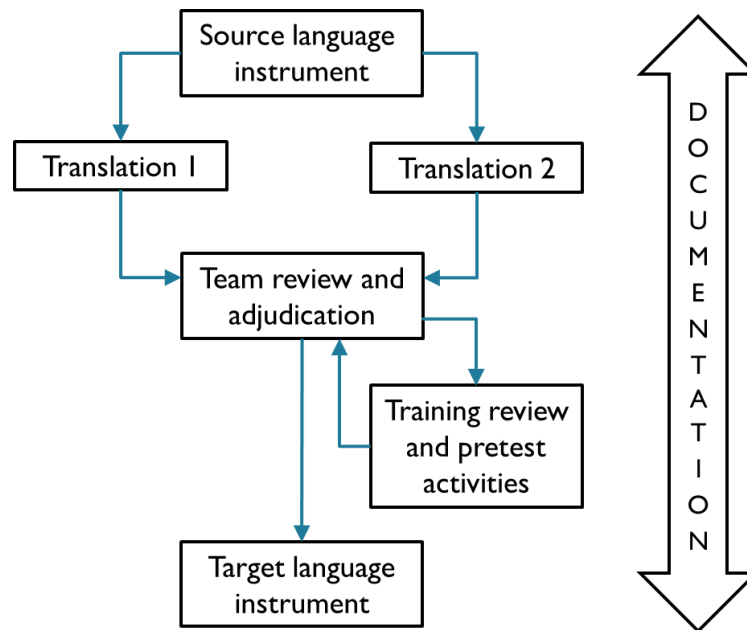 Source language
instrument
Translation 1
Translation 2
Team review and
adjudication
Training review
and pretest
activities
Target language
instrument
DOCUMENTATION